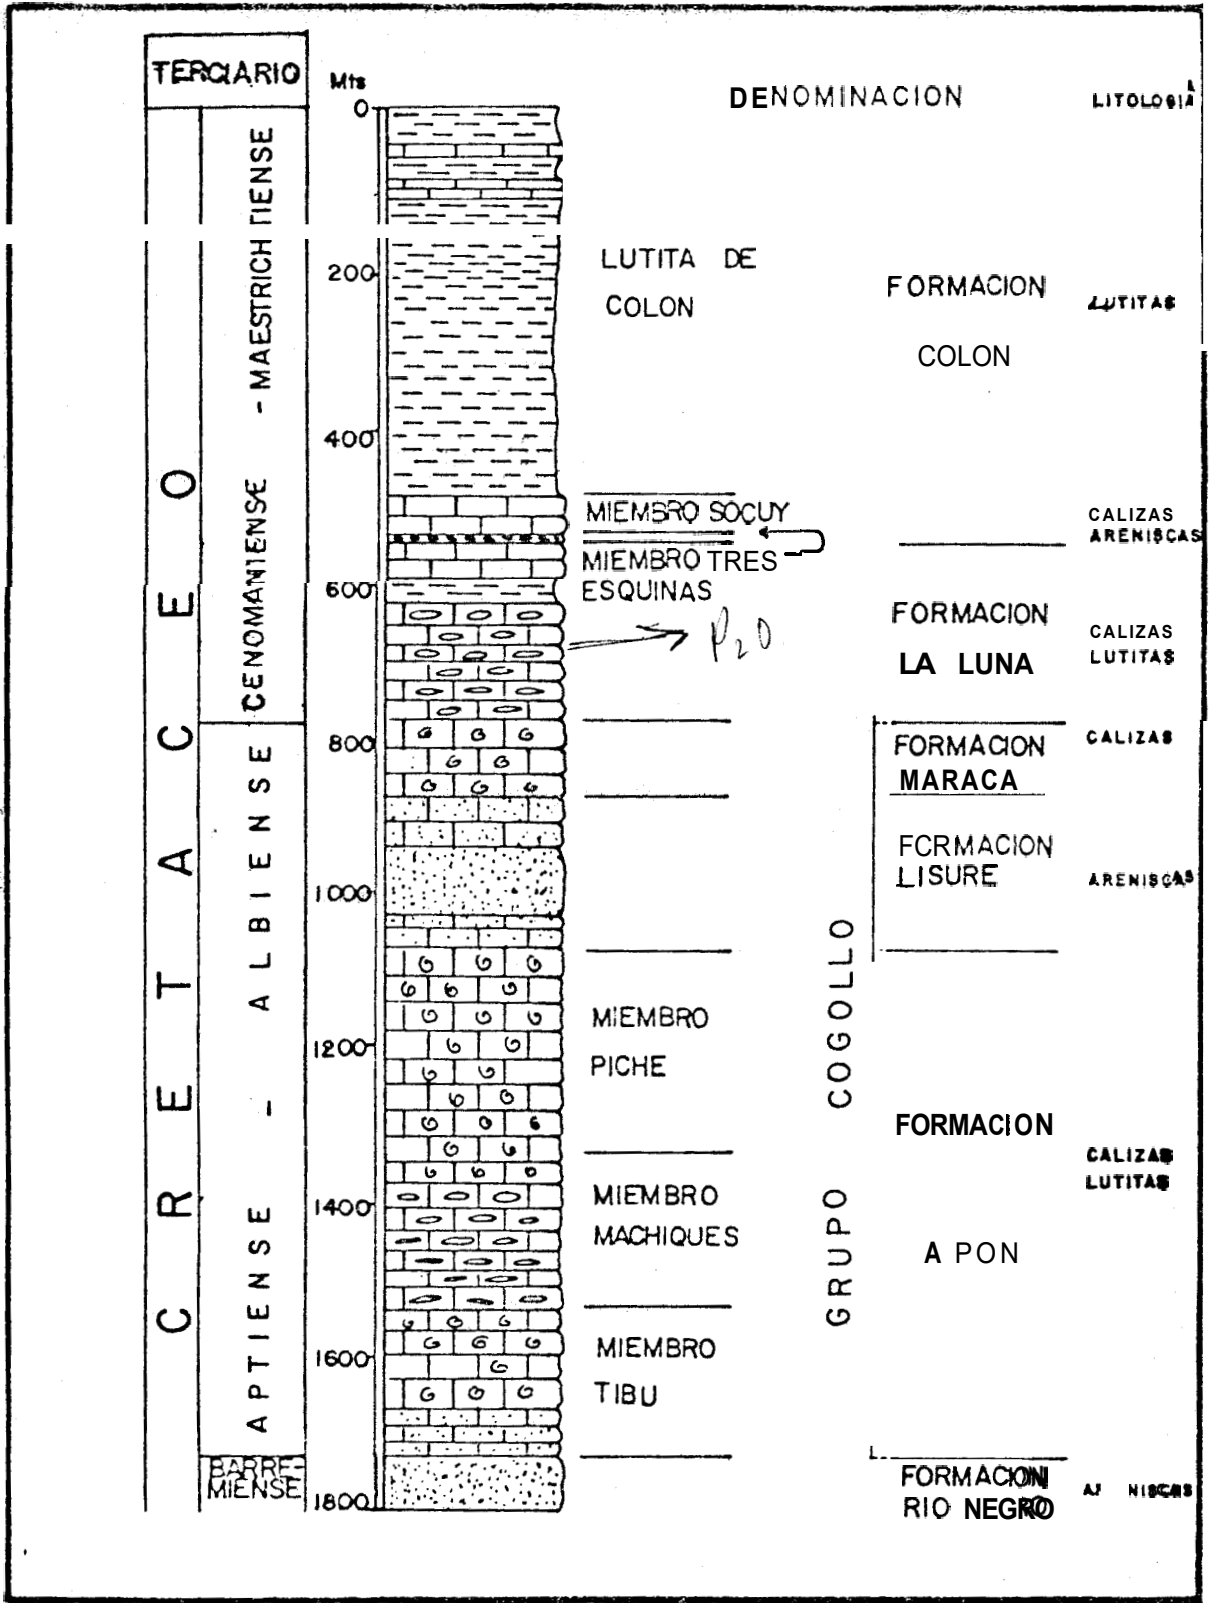 TERCIARIO
Mts
DENOMINACION
LITOLOGIA
0
200
400
600
800
1000
1200
1400
1600
1800
CRETACEO
CENOMANIENSE - MAESTRICHTIENSE
APTIENSE - ALBIENSE
BARRE-
MIENSE
LUTITA DE
COLON
FORMACION
COLON
LUTITAS
MIEMBRO SOCUY
MIEMBRO TRES
ESQUINAS
CALIZAS
ARENISCAS
P2O
FORMACION
LA LUNA
CALIZAS
LUTITAS
FORMACION
MARACA
CALIZAS
FORMACION
LISURE
ARENISCAS
GRUPO COGOLLO
MIEMBRO
PICHE
MIEMBRO
MACHIQUES
MIEMBRO
TIBU
FORMACION
APON
CALIZAS
LUTITAS
FORMACION
RIO NEGRO